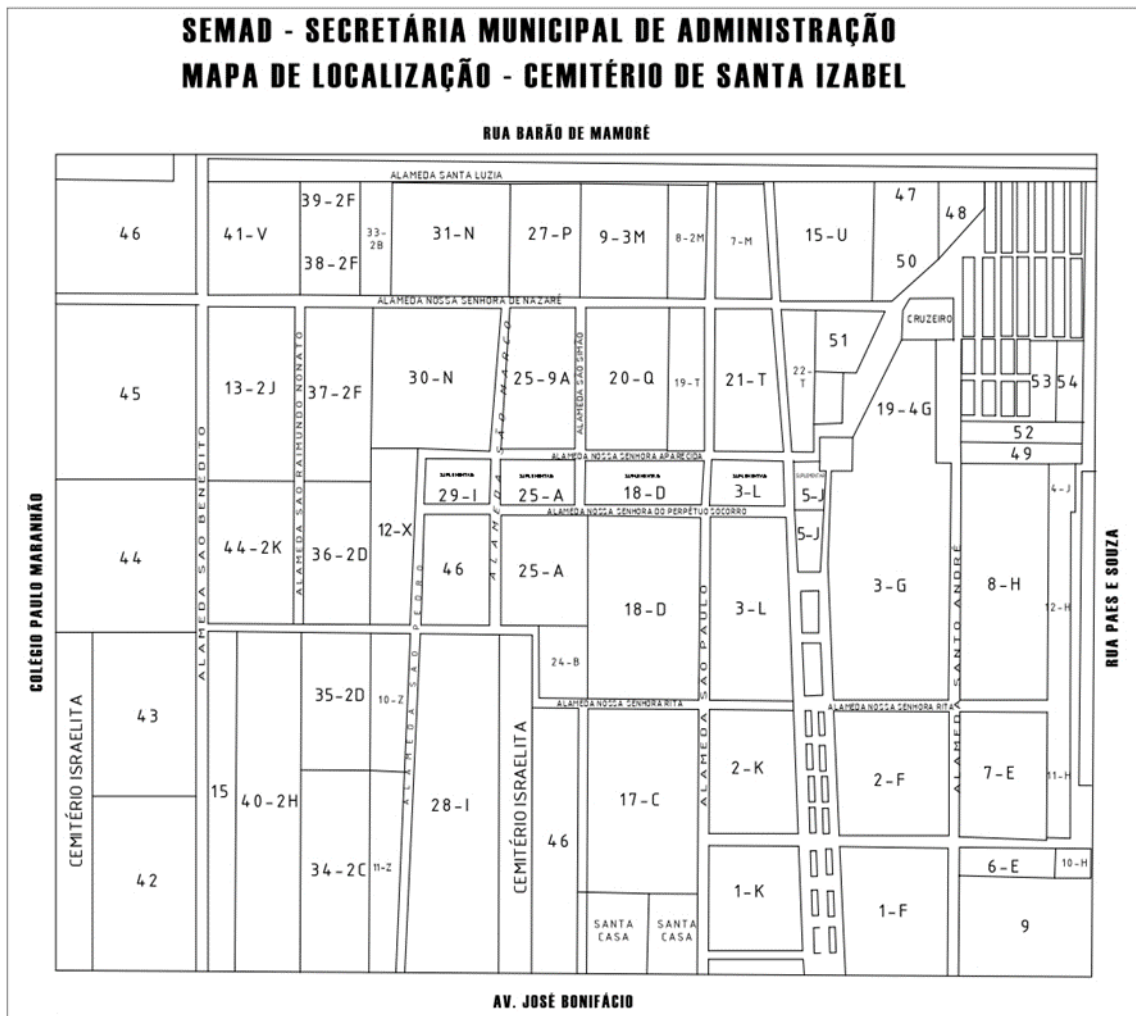 SEMAD - SECRETÁRIA MUNICIPAL DE ADMINISTRAÇÃO
MAPA DE LOCALIZAÇÃO - CEMITÉRIO DE SANTA IZABEL
RUA BARÃO DE MAMORÉ
ALAMEDA SANTA LUZIA
46
41-V
39-2F
38-2F
33-2B
31-N
27-P
9-3M
8-2M
7-M
15-U
47
50
48
ALAMEDA NOSSA SENHORA DE NAZARÉ
CRUZEIRO
45
13-2J
ALAMEDA SÃO RAIMUNDO NONATO
37-2F
30-N
ALAMEDA SÃO MARCO
25-9A
ALAMEDA SÃO SIMÃO
20-Q
19-T
21-T
22-T
51
19-4G
53
54
52
49
ALAMEDA NOSSA SENHORA APARECIDA
ALAMEDA SÃO BENEDITO
29-I
25-A
18-D
3-L
5-J
4-J
ALAMEDA NOSSA SENHORA DO PERPÉTUO SOCORRO
44
44-2K
36-2D
12-X
46
25-A
18-D
3-L
5-J
3-G
8-H
12-H
COLÉGIO PAULO MARANHÃO
RUA PAES E SOUZA
ALAMEDA SÃO PEDRO
ALAMEDA SÃO PAULO
ALAMEDA SANTO ANDRÉ
CEMITÉRIO ISRAELITA
43
35-2D
10-Z
24-B
ALAMEDA NOSSA SENHORA RITA
ALAMEDA NOSSA SENHORA RITA
15
40-2H
28-I
CEMITÉRIO ISRAELITA
46
17-C
2-K
2-F
7-E
11-H
42
34-2C
11-Z
1-K
1-F
6-E
10-H
SANTA CASA
SANTA CASA
9
AV. JOSÉ BONIFÁCIO